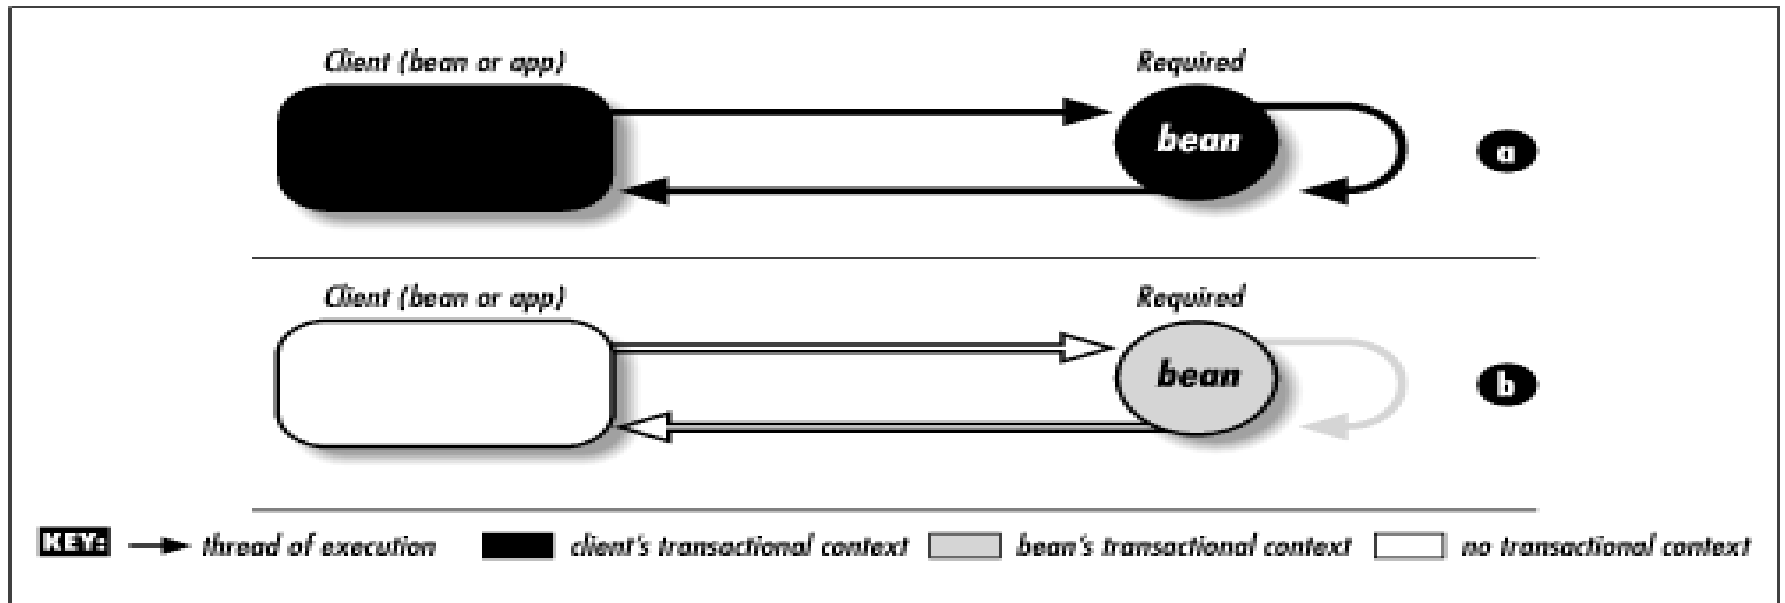 Client (bean or app)
Required
bean
a
Client (bean or app)
Required
bean
b
KEY: thread of execution client's transactional context bean's transactional context no transactional context